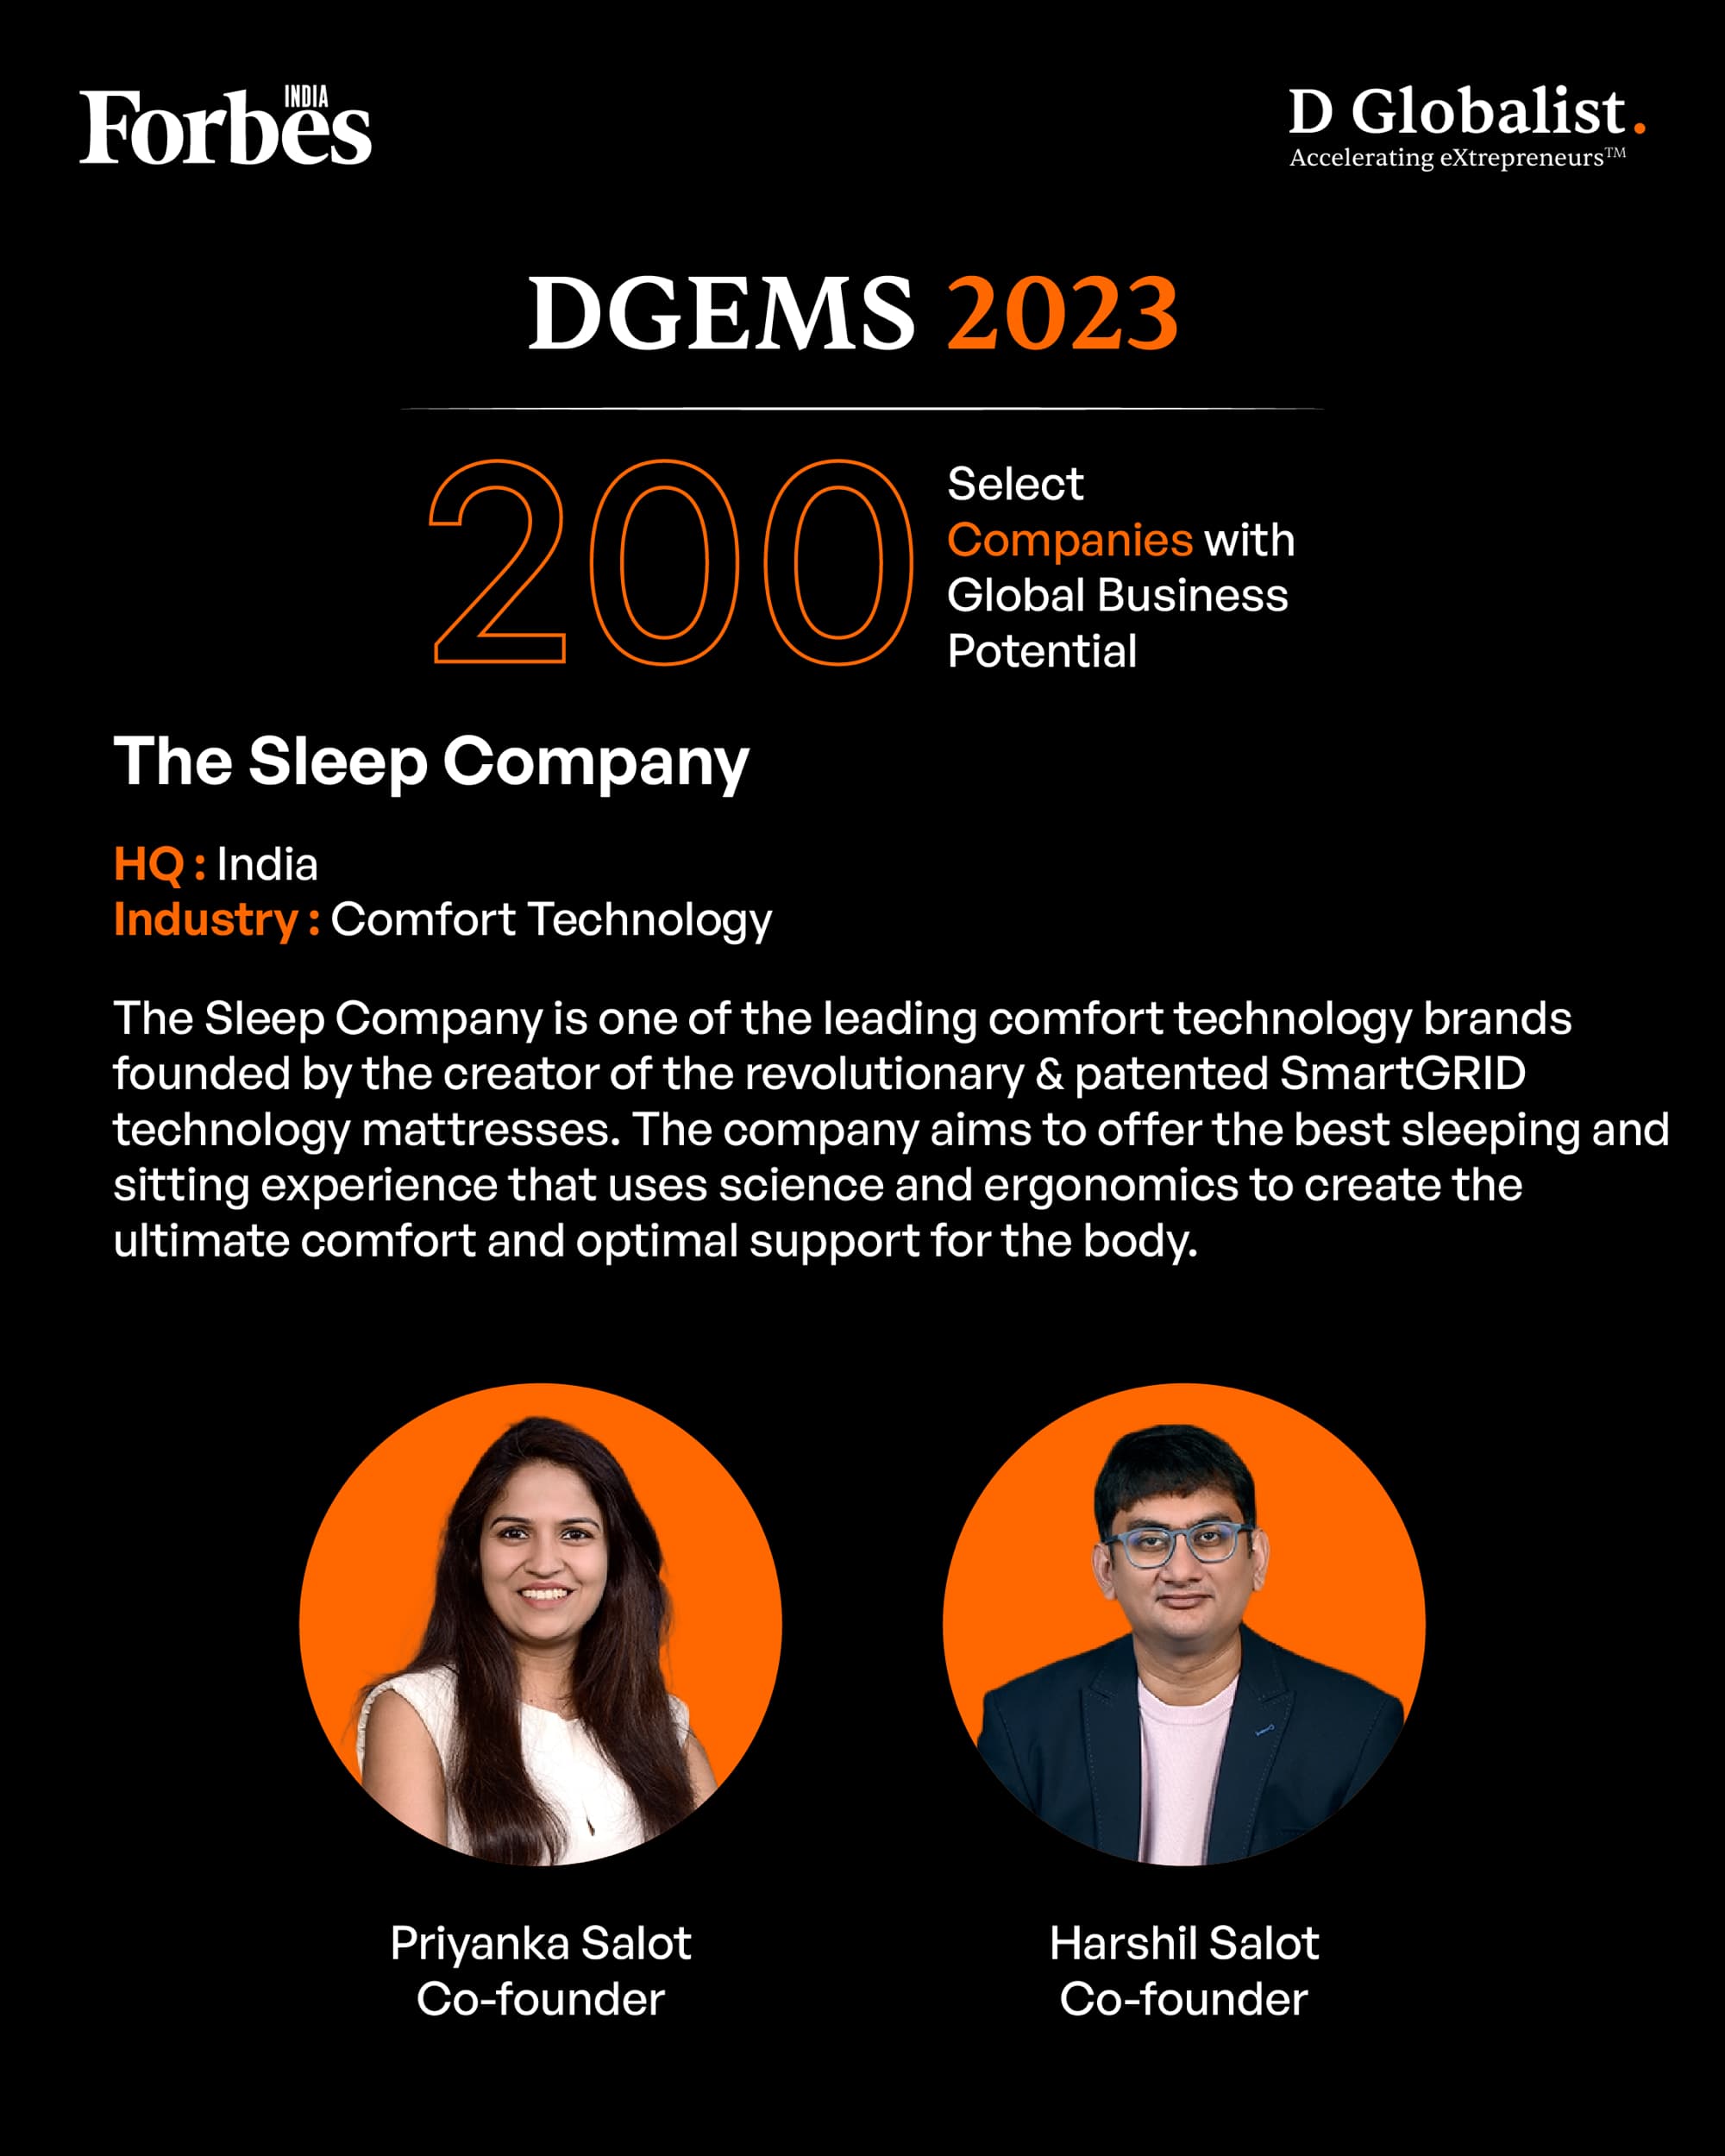 Forbes INDIA
D Globalist.
Accelerating eXtrepreneurs™
DGEMS 2023
200
Select
Companies with
Global Business
Potential
The Sleep Company
HQ : India
Industry : Comfort Technology
The Sleep Company is one of the leading comfort technology brands
founded by the creator of the revolutionary & patented SmartGRID
technology mattresses. The company aims to offer the best sleeping and
sitting experience that uses science and ergonomics to create the
ultimate comfort and optimal support for the body.
Priyanka Salot
Co-founder
Harshil Salot
Co-founder